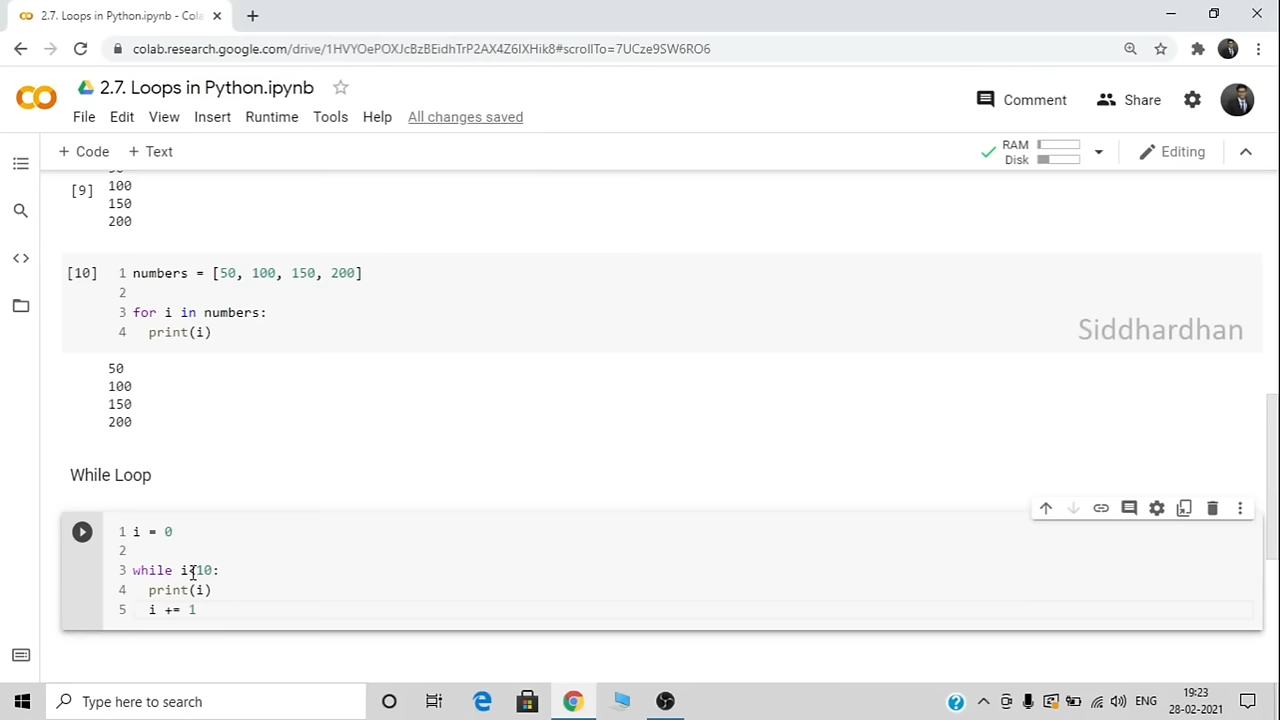 2.7. Loops in Python.ipynb - Cola
colab.research.google.com/drive/1HVYOePOXJcBzBEidhTrP2AX4Z6IXHik8#scrollTo=7UCze9SW6RO6
2.7. Loops in Python.ipynb
Comment
Share
File Edit View Insert Runtime Tools Help All changes saved
+ Code + Text
RAM
Disk
Editing
[9]
100
150
200
[10]
1 numbers = [50, 100, 150, 200]
2
3 for i in numbers:
4 print(i)
Siddhardhan
50
100
150
200
While Loop
1 i = 0
2
3 while i 10:
4 print(i)
5 i += 1
Type here to search
ENG
19:23
28-02-2021